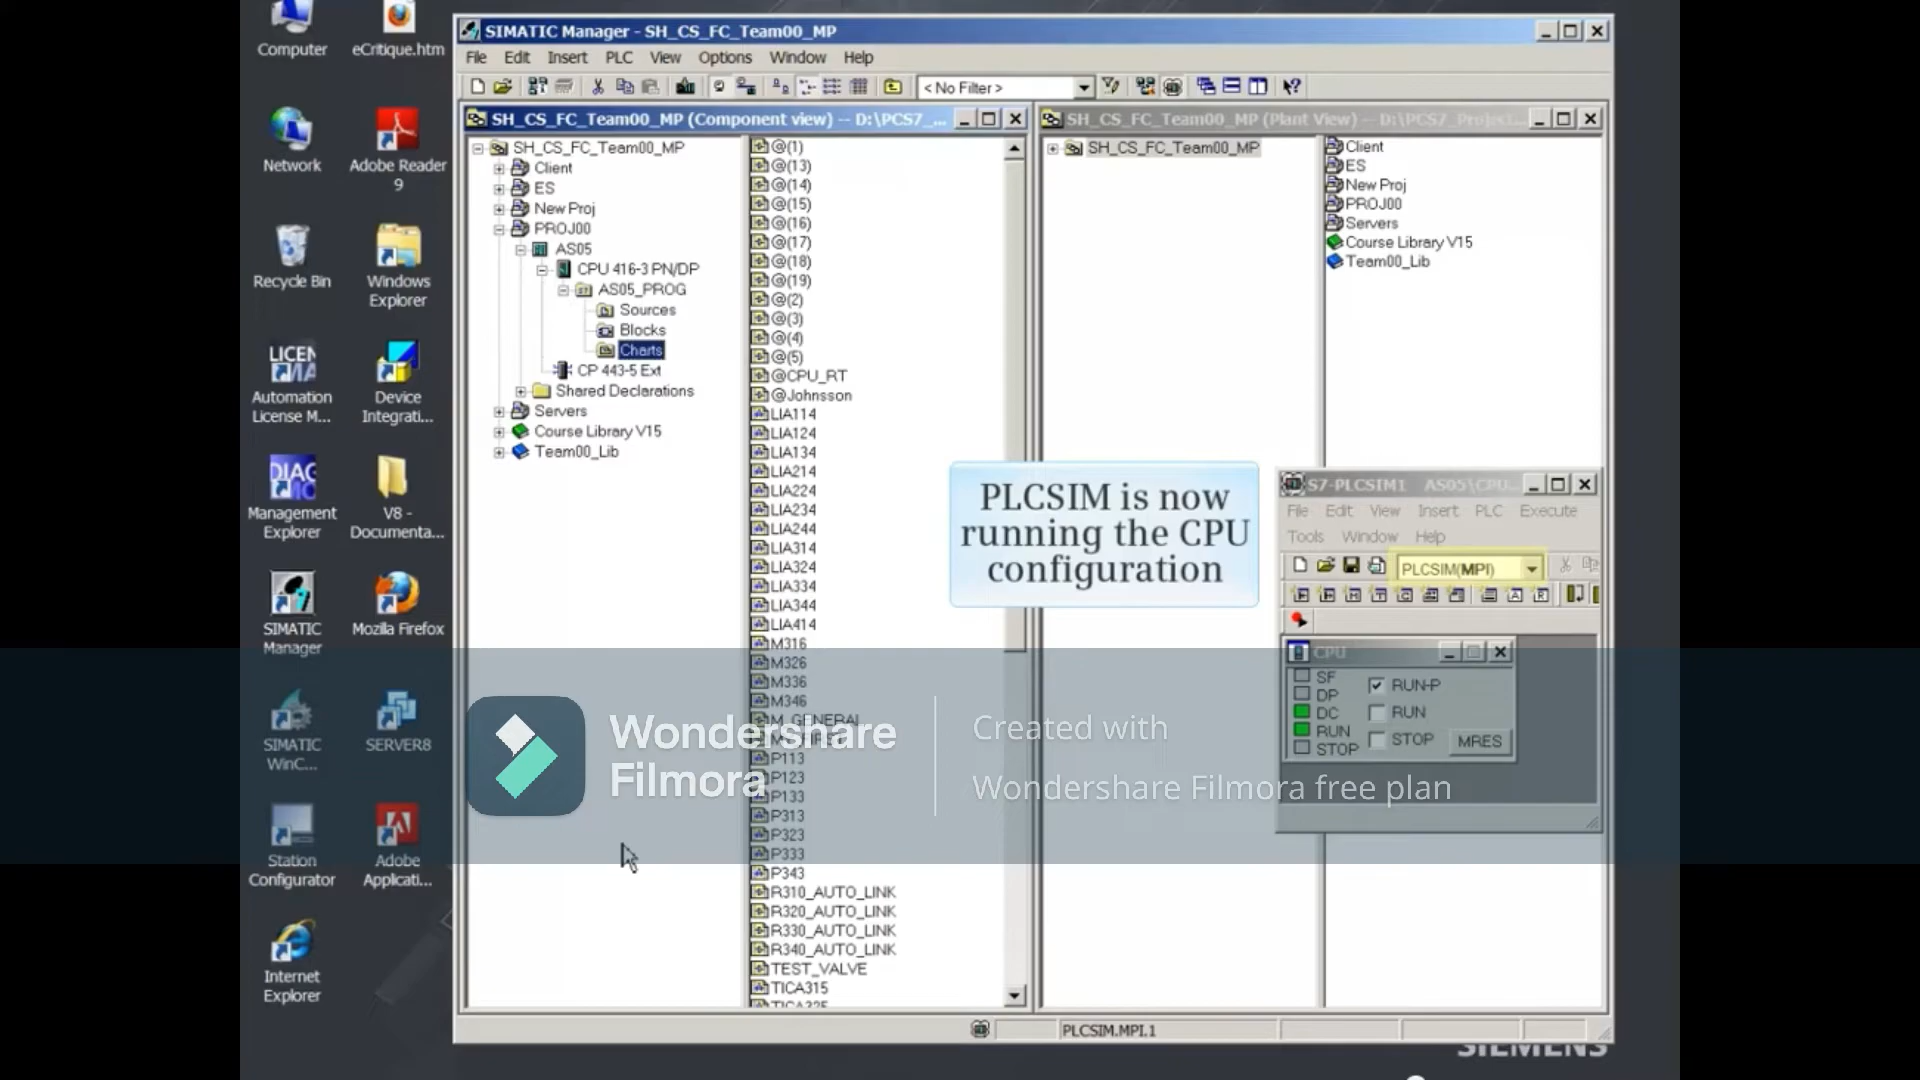 Computer
eCritique.htm
Network
Adobe Reader
9
Recycle Bin
Windows
Explorer
Automation
License M...
Device
Integrati...
Management
Explorer
V8 -
Documenta...
SIMATIC
Manager
Mozilla Firefox
SIMATIC
WinC...
SERVER8
Station
Configurator
Adobe
Applicati...
Internet
Explorer
SIMATIC Manager - SH_CS_FC_Team00_MP
File Edit Insert PLC View Options Window Help
< No Filter >
SH_CS_FC_Team00_MP (Component view) -- D:\PCS7_...
SH_CS_FC_Team00_MP
Client
ES
New Proj
PROJ00
AS05
CPU 416-3 PN/DP
AS05_PROG
Sources
Blocks
Charts
CP 443-5 Ext
Shared Declarations
Servers
Course Library V15
Team00_Lib
@(1)
@(13)
@(14)
@(15)
@(16)
@(17)
@(18)
@(19)
@(2)
@(3)
@(4)
@(5)
@CPU_RT
@Johnsson
LIA114
LIA124
LIA134
LIA214
LIA224
LIA234
LIA244
LIA314
LIA324
LIA334
LIA344
LIA414
M316
M326
M336
M346
M_GENERAL
P113
P123
P133
P313
P323
P333
P343
R310_AUTO_LINK
R320_AUTO_LINK
R330_AUTO_LINK
R340_AUTO_LINK
TEST_VALVE
TICA315
TICA325
SH_CS_FC_Team00_MP (Plant View) -- D:\PCS7_Project...
SH_CS_FC_Team00_MP
Client
ES
New Proj
PROJ00
Servers
Course Library V15
Team00_Lib
PLCSIM is now
running the CPU
configuration
S7-PLCSIM1 AS05\CPU...
File Edit View Insert PLC Execute
Tools Window Help
PLCSIM(MPI)
CPU
SF
DP
DC
RUN
STOP
RUN-P
RUN
STOP
MRES
Wondershare
Filmora
Created with
Wondershare Filmora free plan
PLCSIM.MPI.1
SIEMENS